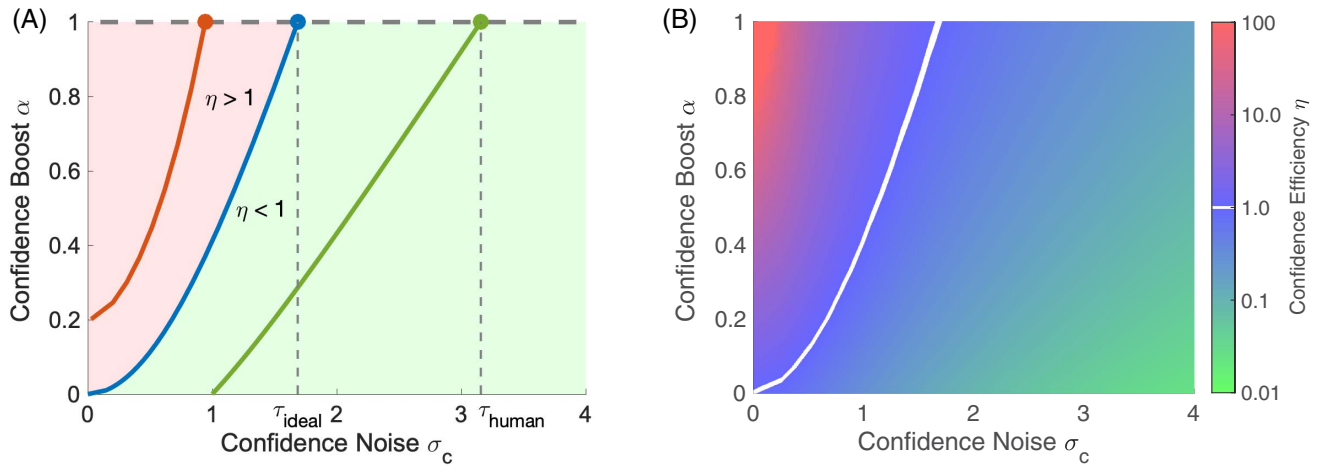 (A)
Confidence Boost α
1
0.8
0.6
0.4
0.2
0
η > 1
η < 1
0
1
τideal
2
3
τhuman
4
Confidence Noise σc
(B)
Confidence Boost α
1
0.8
0.6
0.4
0.2
0
0
1
2
3
4
Confidence Noise σc
100
10.0
1.0
0.1
0.01
Confidence Efficiency η